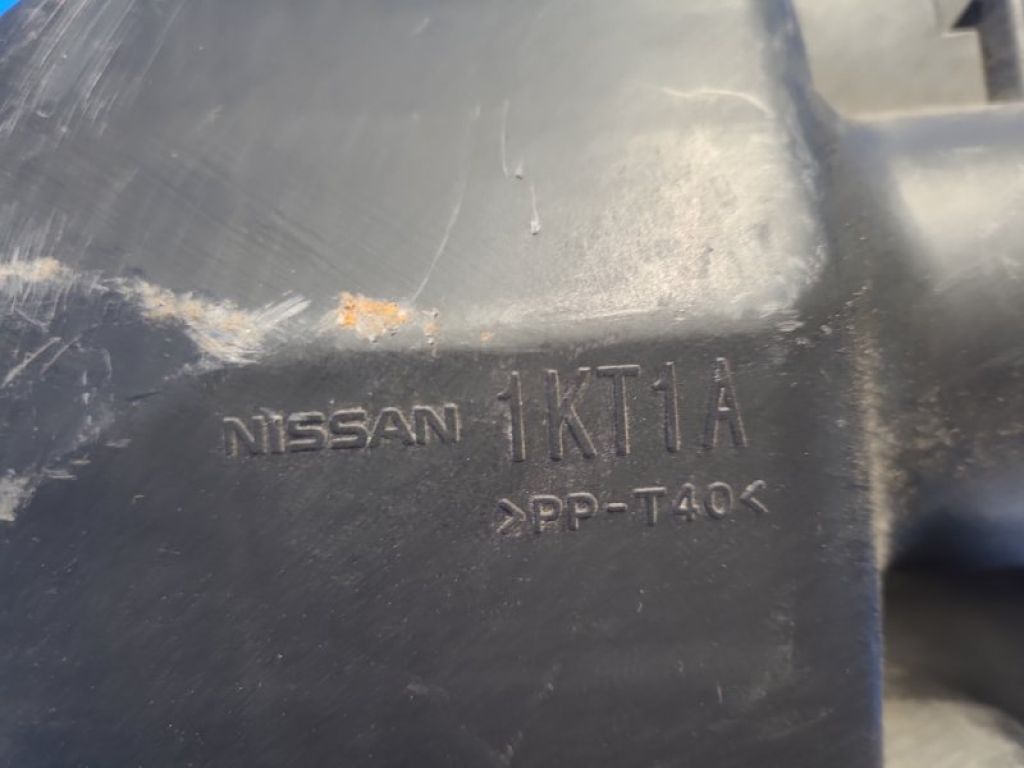 NISSAN 1KT1A
>PP-T40<